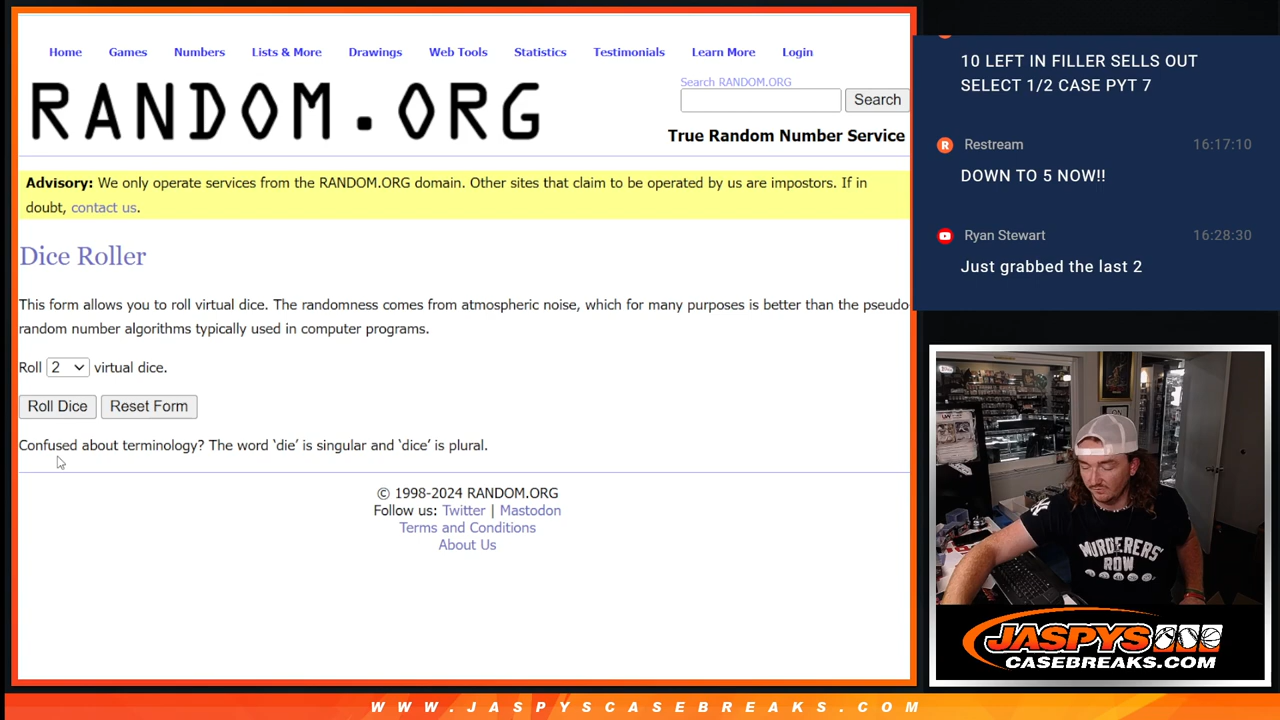 Home Games Numbers Lists & More Drawings Web Tools Statistics Testimonials Learn More Login
RANDOM.ORG
Search RANDOM.ORG
Search
True Random Number Service
Advisory: We only operate services from the RANDOM.ORG domain. Other sites that claim to be operated by us are impostors. If in
doubt, contact us.
Dice Roller
This form allows you to roll virtual dice. The randomness comes from atmospheric noise, which for many purposes is better than the pseudo
random number algorithms typically used in computer programs.
Roll 2 virtual dice.
Roll Dice Reset Form
Confused about terminology? The word ‘die’ is singular and ‘dice’ is plural.
© 1998-2024 RANDOM.ORG
Follow us: Twitter | Mastodon
Terms and Conditions
About Us
10 LEFT IN FILLER SELLS OUT
SELECT 1/2 CASE PYT 7
R Restream 16:17:10
DOWN TO 5 NOW!!
Ryan Stewart 16:28:30
Just grabbed the last 2
MURDERERS'
ROW
JASPYS
CASEBREAKS.COM
WWW.JASPYSCASEBREAKS.COM